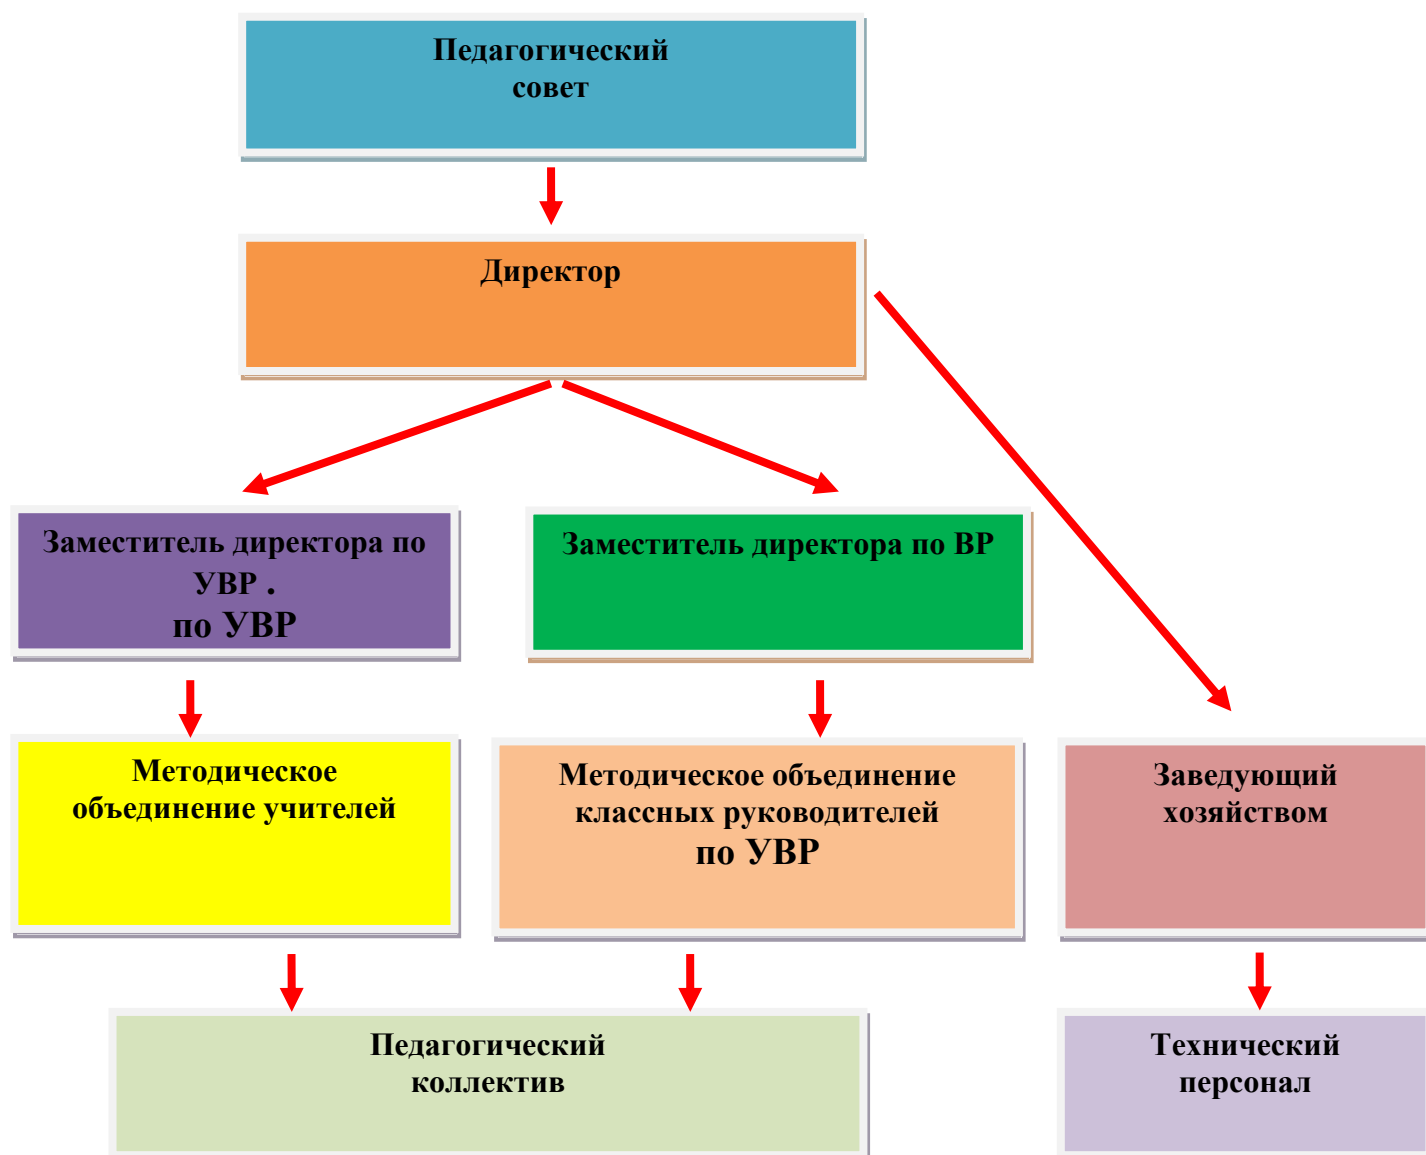 Педагогический
совет
Директор
Заместитель директора по
УВР .
по УВР
Заместитель директора по ВР
Методическое
объединение учителей
Методическое объединение
классных руководителей
по УВР
Заведующий
хозяйством
Педагогический
коллектив
Технический
персонал